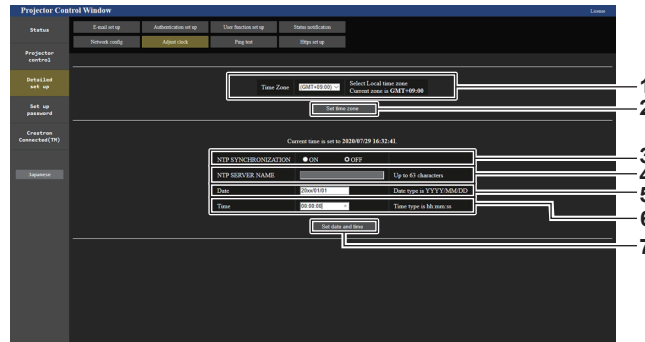 Projector Control Window
License
Status
Projector
control
Detailed
set up
Set up
password
Crestron
Connected(TM)
Japanese
E-mail set up
Authentication set up
User function set up
Status notification
Network config
Adjust clock
Ping test
Https set up
Time Zone
(GMT+09:00)
Select Local time zone
Current zone is GMT+09:00
1
Set time zone
2
Current time is set to 2020/07/29 16:32:41.
NTP SYNCHRONIZATION
ON
OFF
3
NTP SERVER NAME
Up to 63 characters
4
Date
20xx/01/01
Date type is YYYY/MM/DD
5
Time
00:00:00
Time type is hh:mm:ss
6
Set date and time
7